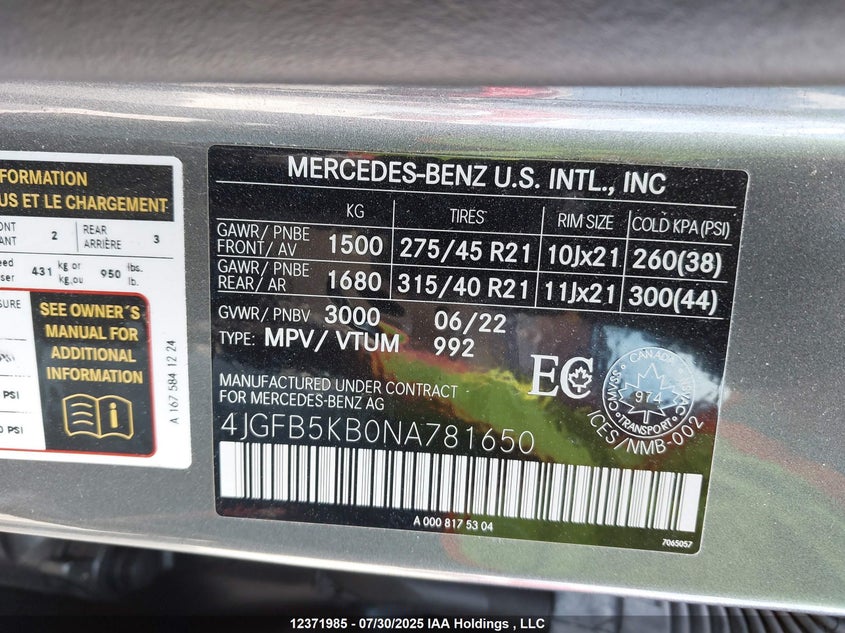 FORMATION
US ET LE CHARGEMENT
2
REAR
ARRIÈRE
3
431 kg or
kg,ou
950 lbs.
lb.
SEE OWNER´S
MANUAL FOR
ADDITIONAL
INFORMATION
PSI
PSI
A 167 584 12 24
MERCEDES-BENZ U.S. INTL., INC
KG TIRES RIM SIZE COLD KPA (PSI)
GAWR/ PNBE
FRONT/ AV 1500 275/45 R21 10Jx21 260(38)
GAWR/ PNBE
REAR/ AR 1680 315/40 R21 11Jx21 300(44)
GVWR/ PNBV 3000 06/22
TYPE: MPV/ VTUM 992
MANUFACTURED UNDER CONTRACT
FOR MERCEDES-BENZ AG
EC
CANADA
974
TRANSPORT
ICES/NMB-002
4JGFB5KB0NA781650
A 000 817 53 04
7065057
12371985 - 07/30/2025 IAA Holdings , LLC